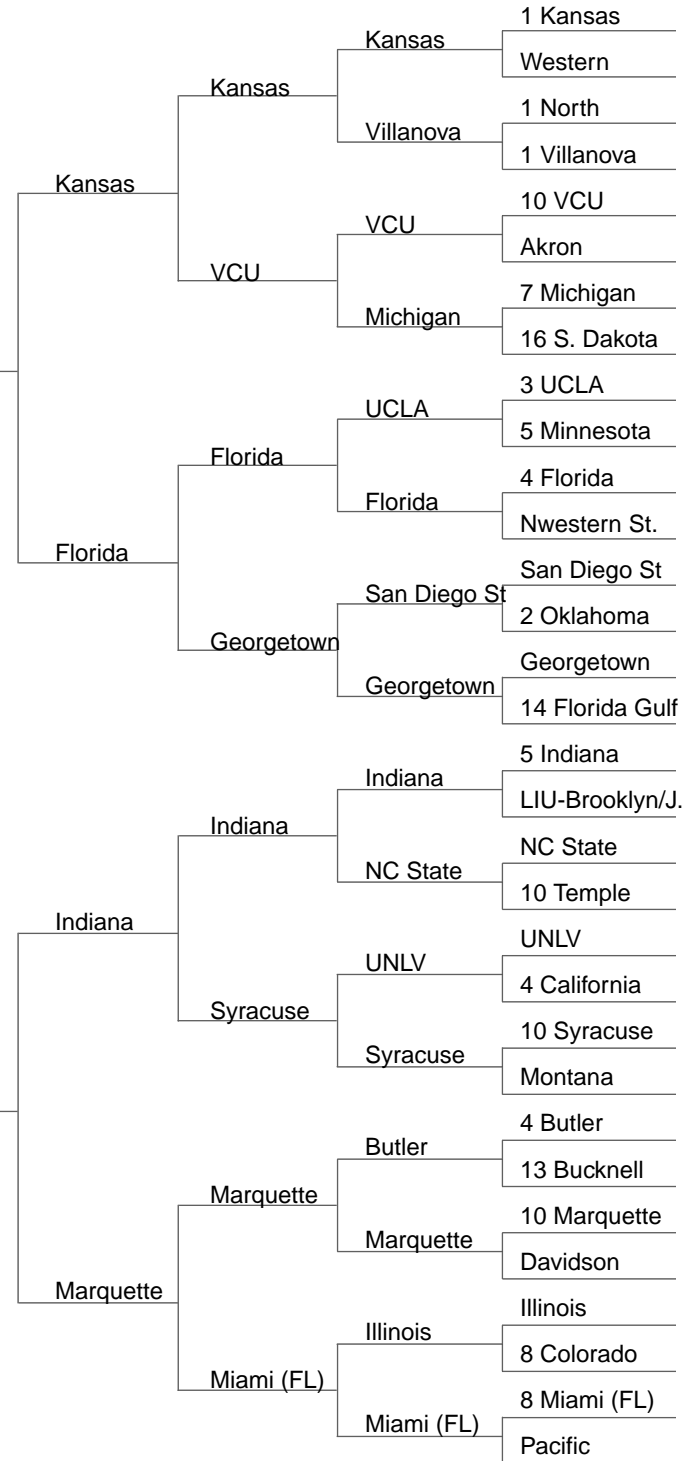 1 Kansas
Kansas
Western
Kansas
1 North
Villanova
1 Villanova
Kansas
10 VCU
VCU
Akron
VCU
7 Michigan
Michigan
16 S. Dakota
3 UCLA
UCLA
5 Minnesota
Florida
4 Florida
Florida
Nwestern St.
Florida
San Diego St
San Diego St
2 Oklahoma
Georgetown
Georgetown
Georgetown
14 Florida Gulf
5 Indiana
Indiana
LIU-Brooklyn/J.
Indiana
NC State
NC State
10 Temple
Indiana
UNLV
UNLV
4 California
Syracuse
10 Syracuse
Syracuse
Montana
4 Butler
Butler
13 Bucknell
Marquette
10 Marquette
Marquette
Davidson
Marquette
Illinois
Illinois
8 Colorado
Miami (FL)
8 Miami (FL)
Miami (FL)
Pacific